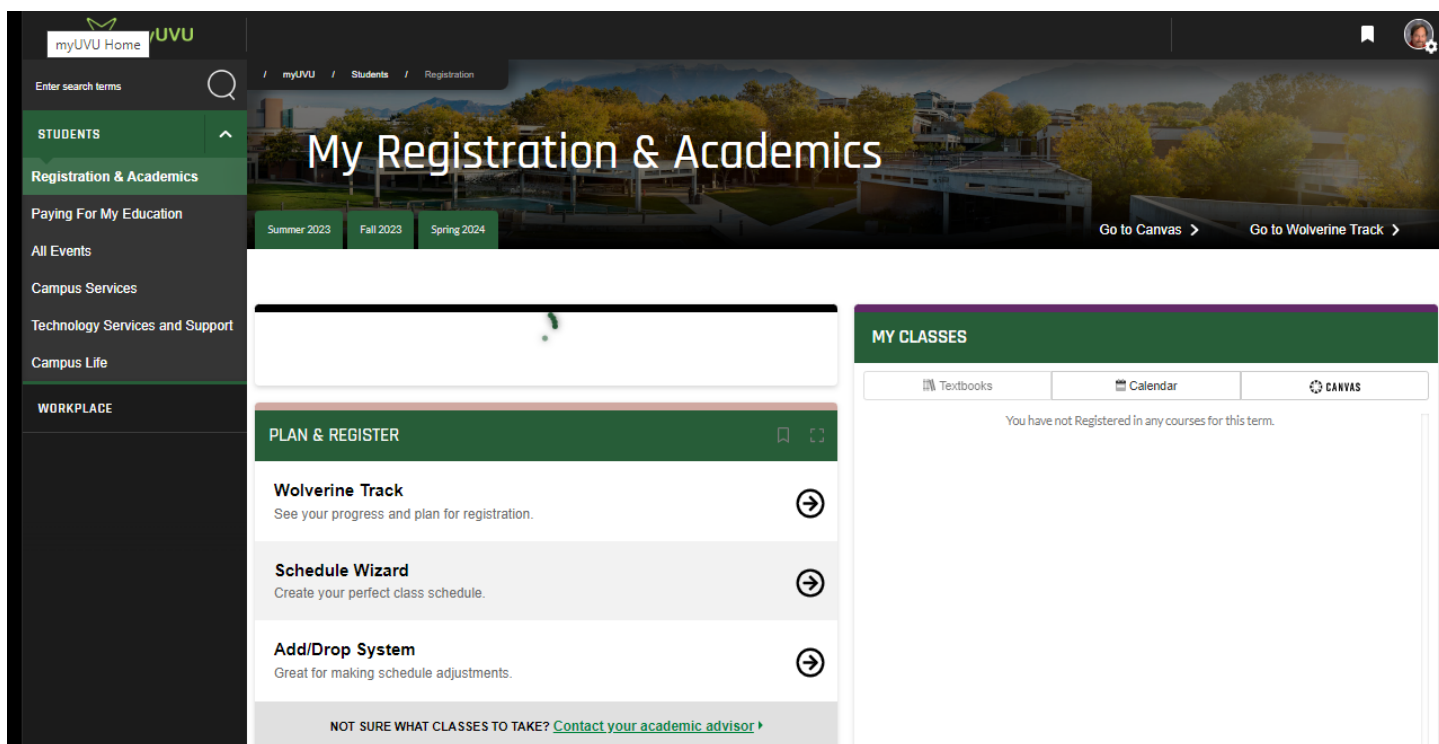 yUVU
myUVU Home
Enter search terms
/ myUVU / Students / Registration
STUDENTS
My Registration & Academics
Registration & Academics
Paying For My Education
Summer 2023
Fall 2023
Spring 2024
Go to Canvas
Go to Wolverine Track
All Events
Campus Services
Technology Services and Support
Campus Life
WORKPLACE
PLAN & REGISTER
Wolverine Track
See your progress and plan for registration.
Schedule Wizard
Create your perfect class schedule.
Add/Drop System
Great for making schedule adjustments.
NOT SURE WHAT CLASSES TO TAKE? Contact your academic advisor
MY CLASSES
Textbooks
Calendar
CANVAS
You have not Registered in any courses for this term.